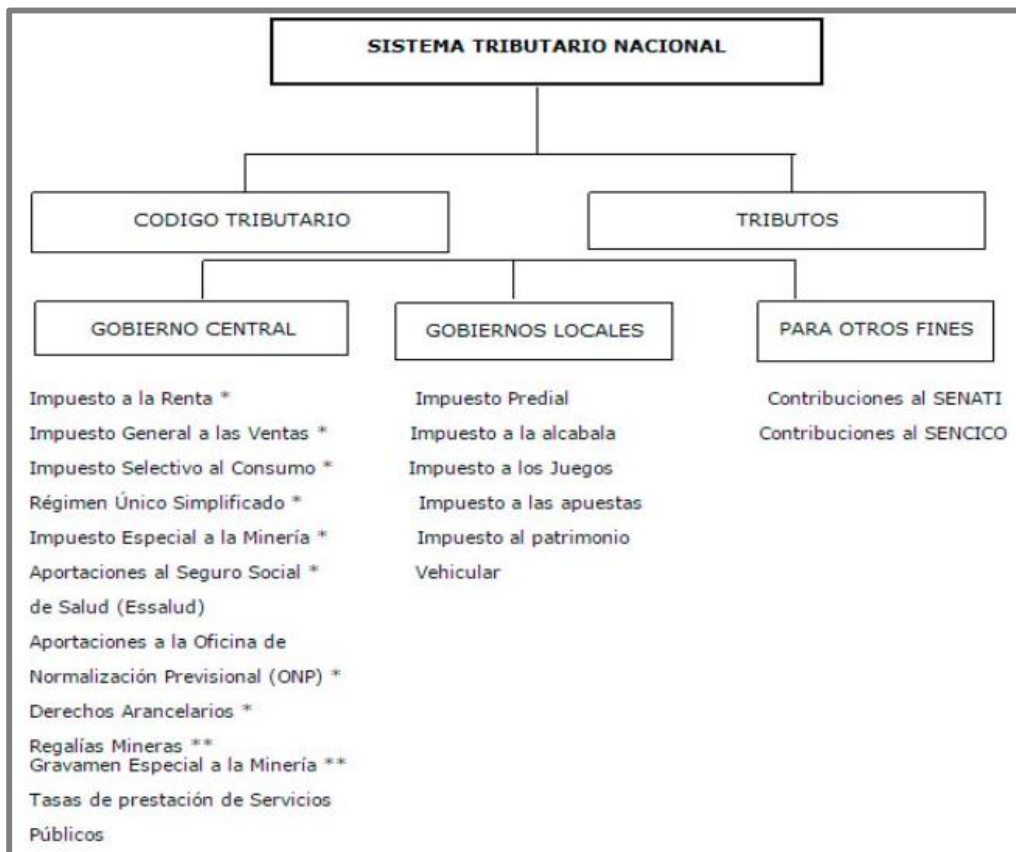 SISTEMA TRIBUTARIO NACIONAL
CODIGO TRIBUTARIO
TRIBUTOS
GOBIERNO CENTRAL
Impuesto a la Renta *
Impuesto General a las Ventas *
Impuesto Selectivo al Consumo *
Régimen Único Simplificado *
Impuesto Especial a la Minería *
Aportaciones al Seguro Social *
de Salud (Essalud)
Aportaciones a la Oficina de
Normalización Previsional (ONP) *
Derechos Arancelarios *
Regalías Mineras **
Gravamen Especial a la Minería **
Tasas de prestación de Servicios
Públicos
GOBIERNOS LOCALES
Impuesto Predial
Impuesto a la alcabala
Impuesto a los Juegos
Impuesto a las apuestas
Impuesto al patrimonio
Vehicular
PARA OTROS FINES
Contribuciones al SENATI
Contribuciones al SENCICO